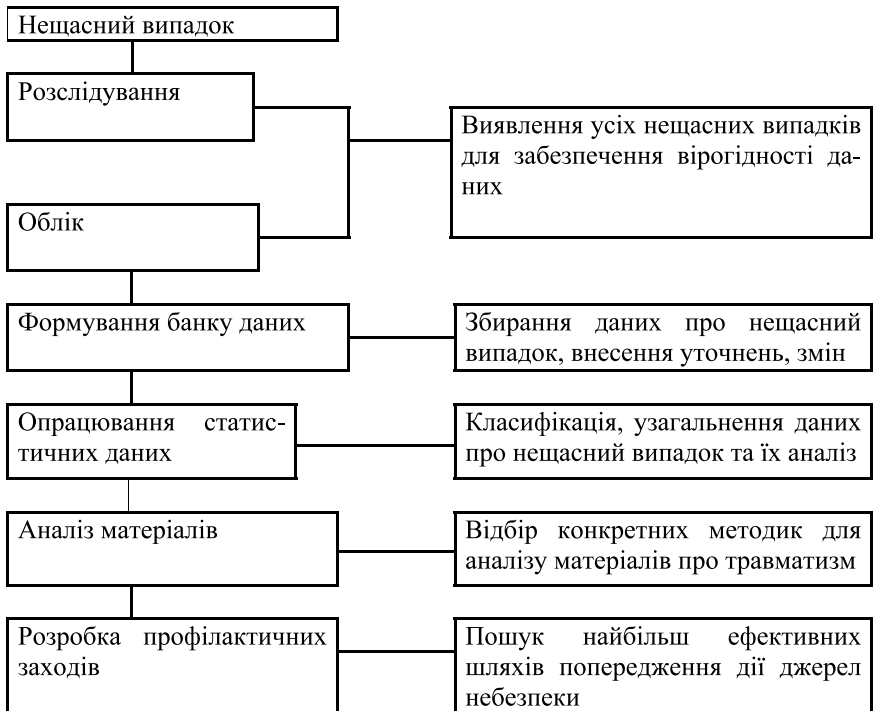 Нещасний випадок
Розслідування
Виявлення усіх нещасних випадків
для забезпечення вірогідності да-
них
Облік
Формування банку даних
Збирання даних про нещасний
випадок, внесення уточнень, змін
Опрацювання статис-
тичних даних
Класифікація, узагальнення даних
про нещасний випадок та їх аналіз
Аналіз матеріалів
Відбір конкретних методик для
аналізу матеріалів про травматизм
Розробка профілактичних
заходів
Пошук найбільш ефективних
шляхів попередження дії джерел
небезпеки